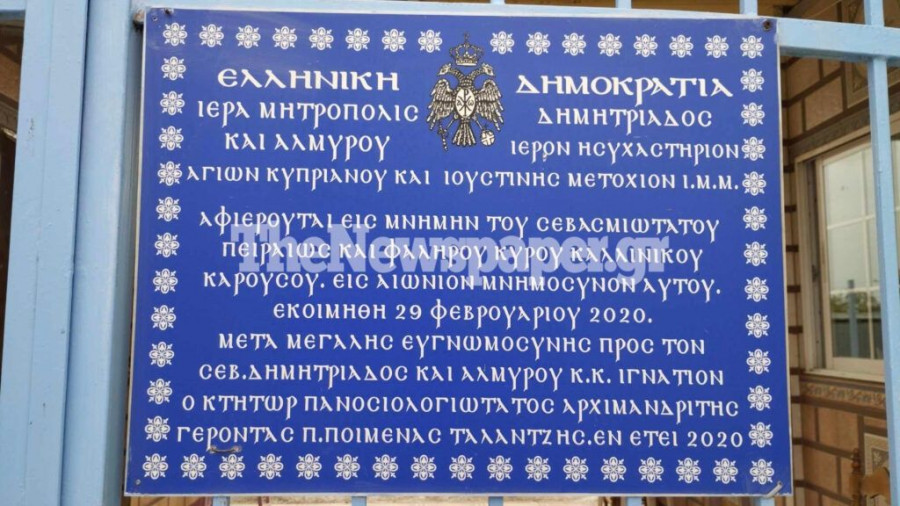 ΕΛΛΗΝΙΚΗ ΔΗΜΟΚΡΑΤΙΑ
ΙΕΡΑ ΜΗΤΡΟΠΟΛΙΣ ΔΗΜΗΤΡΙΑΔΟΣ
ΚΑΙ ΑΛΜΥΡΟΥ ΙΕΡΟΝ ΗΣΥΧΑΣΤΗΡΙΟΝ
ΑΓΙΩΝ ΚΥΠΡΙΑΝΟΥ ΚΑΙ ΙΟΥΣΤΙΝΗΣ ΜΕΤΟΧΙΟΝ Ι.Μ.Μ.
ΑΦΙΕΡΟΥΤΑΙ ΕΙΣ ΜΝΗΜΗΝ ΤΟΥ ΣΕΒΑΣΜΙΩΤΑΤΟΥ
ΠΕΙΡΑΙΩΣ ΚΑΙ ΦΑΛΗΡΟΥ ΚΥΡΟΥ ΚΑΛΛΙΝΙΚΟΥ
TheNewspaper.gr
ΚΑΡΟΥΣΟΥ. ΕΙΣ ΑΙΩΝΙΟΝ ΜΝΗΜΟΣΥΝΟΝ ΑΥΤΟΥ.
ΕΚΟΙΜΗΘΗ 29 ΦΕΒΡΟΥΑΡΙΟΥ 2020.
ΜΕΤΑ ΜΕΓΑΛΗΣ ΕΥΓΝΩΜΟΣΥΝΗΣ ΠΡΟΣ ΤΟΝ
ΣΕΒ.ΔΗΜΗΤΡΙΑΔΟΣ ΚΑΙ ΑΛΜΥΡΟΥ Κ.Κ. ΙΓΝΑΤΙΟΝ
Ο ΚΤΗΤΩΡ ΠΑΝΟΣΙΟΛΟΓΙΩΤΑΤΟΣ ΑΡΧΙΜΑΝΔΡΙΤΗΣ
ΓΕΡΟΝΤΑΣ Π.ΠΟΙΜΕΝΑΣ ΤΑΛΑΝΤΖΗΣ.ΕΝ ΕΤΕΙ 2020